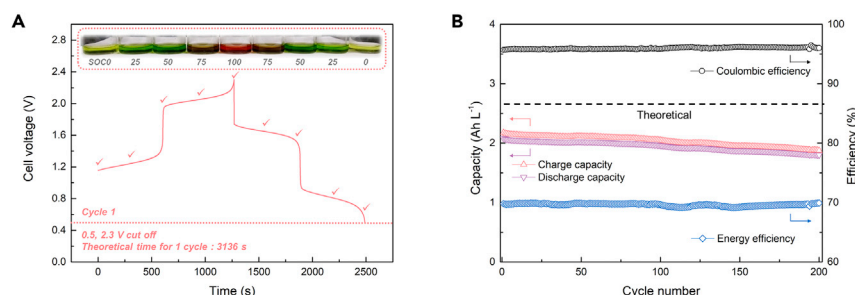 A
2.8
2.4
2.0
1.6
1.2
0.8
0.4
0.0
Cell voltage (V)
SOC0 25 50 75 100 75 50 25 0
Cycle 1
0.5, 2.3 V cut off
Theoretical time for 1 cycle : 3136 s
0 500 1000 1500 2000 2500
Time (s)
B
4
3
2
1
0
Capacity (Ah L-1)
Coulombic efficiency
Theoretical
Charge capacity
Discharge capacity
Energy efficiency
100
90
80
70
60
Efficiency (%)
0 50 100 150 200
Cycle number